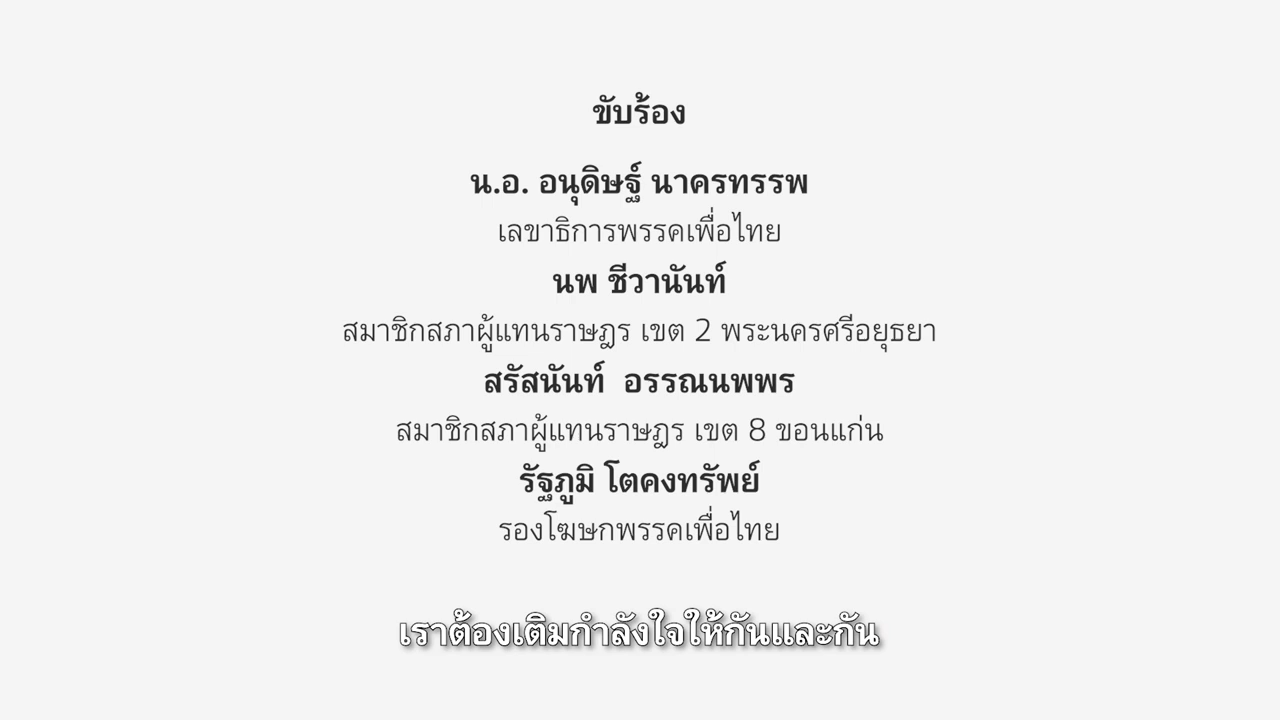 ขับร้อง
น.อ. อนุดิษฐ์ นาครทรรพ
เลขาธิการพรรคเพื่อไทย
นพ ชีวานันท์
สมาชิกสภาผู้แทนราษฎร เขต 2 พระนครศรีอยุธยา
สรัสนันท์ อรรณนพพร
สมาชิกสภาผู้แทนราษฎร เขต 8 ขอนแก่น
รัฐภูมิ โตคงทรัพย์
รองโฆษกพรรคเพื่อไทย
เราต้องเติมกำลังใจให้กันและกัน